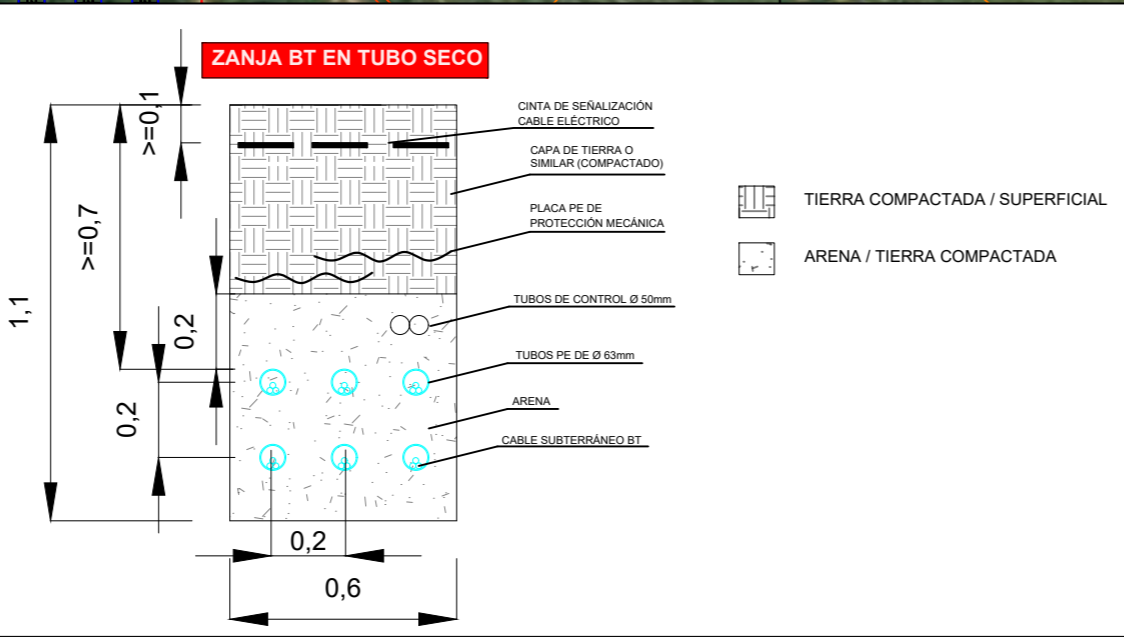 ZANJA BT EN TUBO SECO
CINTA DE SEÑALIZACIÓN
CABLE ELÉCTRICO
CAPA DE TIERRA O
SIMILAR (COMPACTADO)
PLACA PE DE
PROTECCIÓN MECÁNICA
TUBOS DE CONTROL Ø 50mm
TUBOS PE DE Ø 63mm
ARENA
CABLE SUBTERRÁNEO BT
TIERRA COMPACTADA / SUPERFICIAL
ARENA / TIERRA COMPACTADA
>=0,1
>=0,7
1,1
0,2
0,2
0,2
0,6